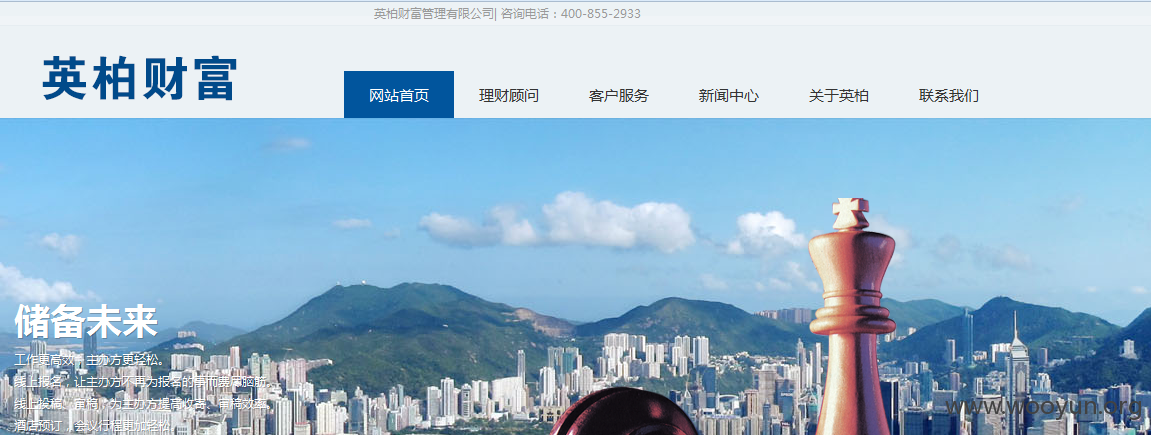 英柏财富管理有限公司| 咨询电话：400-855-2933
英柏财富
网站首页 理财顾问 客户服务 新闻中心 关于英柏 联系我们
储备未来
工作更高效，主办方更轻松。
线上报名，让主办方不再为报名的事而费尽脑筋。
线上投稿、审稿，为主办方提高收委、审稿效率。
酒店预订，会议行程更加轻松。
www.wooyun.org